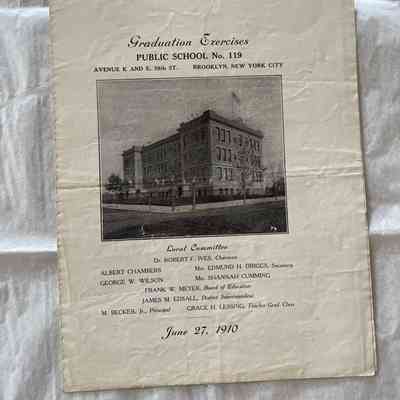 Graduation Exercises
PUBLIC SCHOOL No. 119
AVENUE K AND E. 38th ST. BROOKLYN, NEW YORK CITY
Local Committee
Dr. ROBERT F. IVES, Chairman
ALBERT CHAMBERS Mrs. EDMUND H. DRIGGS, Secretary
GEORGE W. WILSON Mrs. SHANNAH CUMMING
FRANK W. MEYER, Board of Education
JAMES M. EDSALL, District Superintendent
M. BECKER, Jr., Principal GRACE H. LESSING, Teacher Grad. Class
June 27, 1910